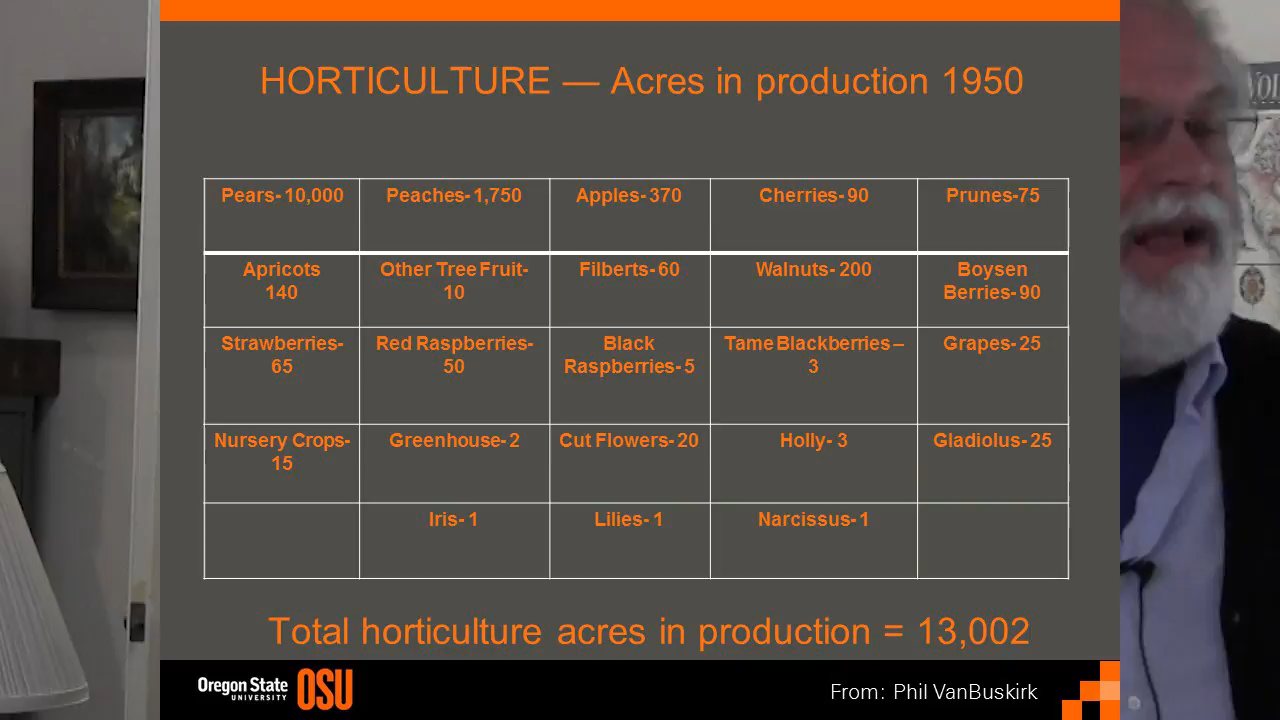 HORTICULTURE — Acres in production 1950
Pears- 10,000
Peaches- 1,750
Apples- 370
Cherries- 90
Prunes-75
Apricots
140
Other Tree Fruit-
10
Filberts- 60
Walnuts- 200
Boysen
Berries- 90
Strawberries-
65
Red Raspberries-
50
Black
Raspberries- 5
Tame Blackberries –
3
Grapes- 25
Nursery Crops-
15
Greenhouse- 2
Cut Flowers- 20
Holly- 3
Gladiolus- 25
Iris- 1
Lilies- 1
Narcissus- 1
Total horticulture acres in production = 13,002
Oregon State
UNIVERSITY
OSU
From: Phil VanBuskirk